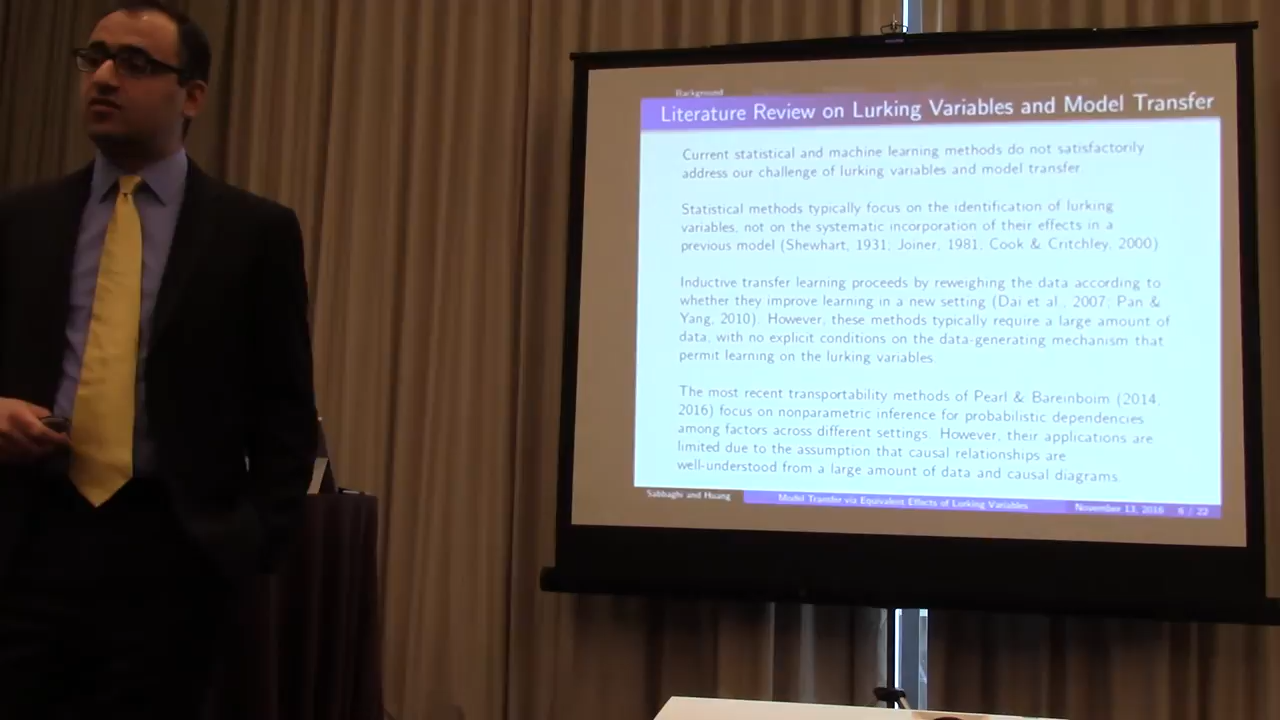 Background
Literature Review on Lurking Variables and Model Transfer
Current statistical and machine learning methods do not satisfactorily
address our challenge of lurking variables and model transfer.
Statistical methods typically focus on the identification of lurking
variables, not on the systematic incorporation of their effects in a
previous model (Shewhart, 1931; Joiner, 1981, Cook & Critchley, 2000)
Inductive transfer learning proceeds by reweighing the data according to
whether they improve learning in a new setting (Dai et al., 2007; Pan &
Yang, 2010). However, these methods typically require a large amount of
data, with no explicit conditions on the data-generating mechanism that
permit learning on the lurking variables.
The most recent transportability methods of Pearl & Bareinboim (2014,
2016) focus on nonparametric inference for probabilistic dependencies
among factors across different settings. However, their applications are
limited due to the assumption that causal relationships are
well-understood from a large amount of data and causal diagrams.
Sabbaghi and Huang Model Transfer via Equivalent Effects of Lurking Variables November 13, 2016 6 / 22